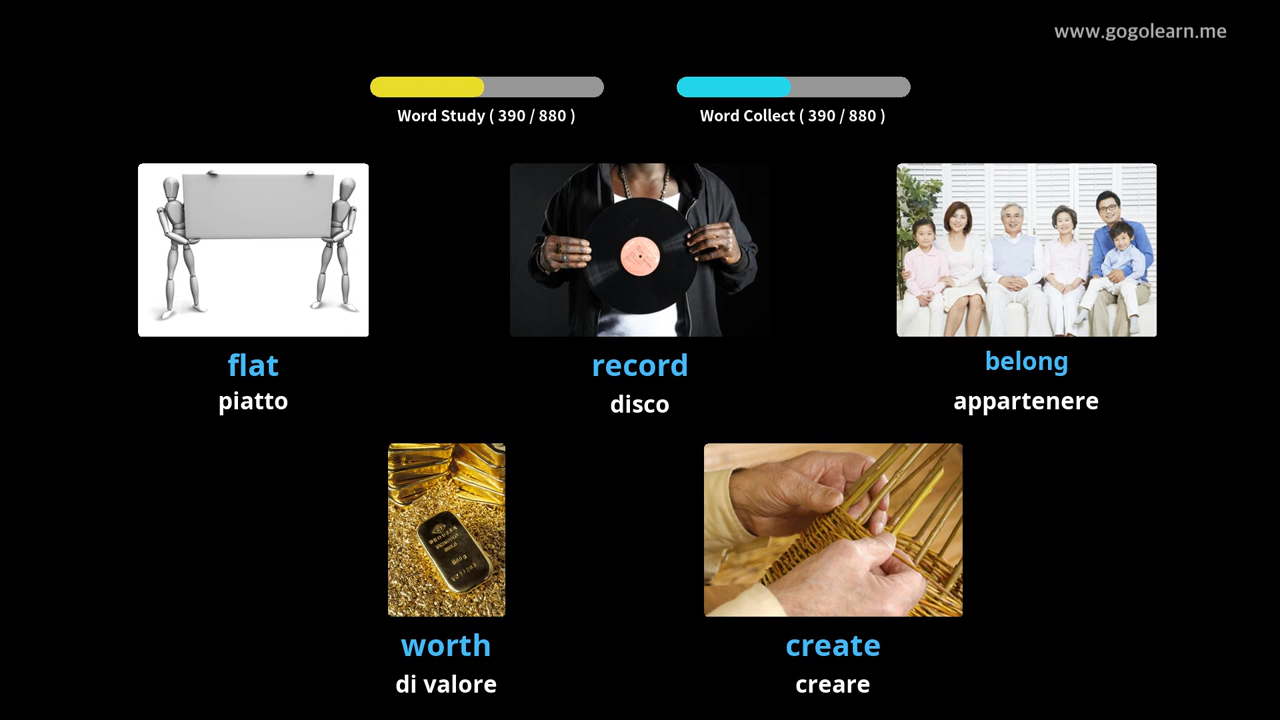 www.gogolearn.me
Word Study ( 390 / 880 )
Word Collect ( 390 / 880 )
flat
piatto
record
disco
belong
appartenere
worth
di valore
create
creare